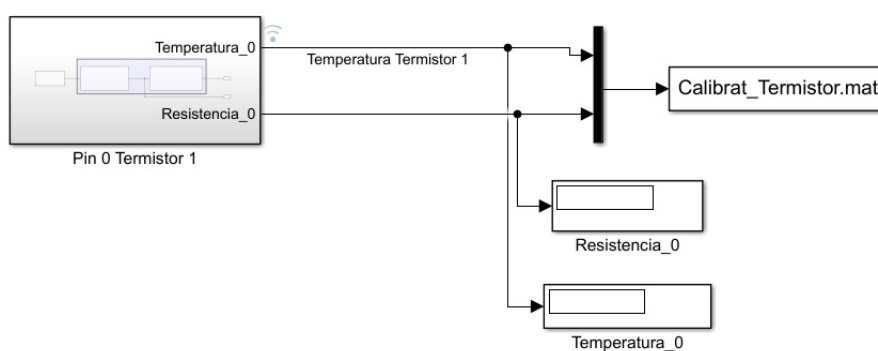 Temperatura_0
Temperatura Termistor 1
Resistencia_0
Pin 0 Termistor 1
Calibrat_Termistor.mat
Resistencia_0
Temperatura_0